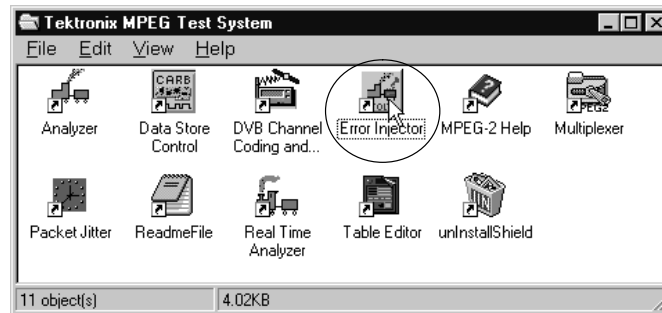 Tektronix MPEG Test System
File Edit View Help
CARB
Analyzer
Data Store
Control
DVB Channel
Coding and...
Error Injector
MPEG-2 Help
Multiplexer
Packet Jitter
ReadmeFile
Real Time
Analyzer
Table Editor
unInstallShield
11 object(s)
4.02KB